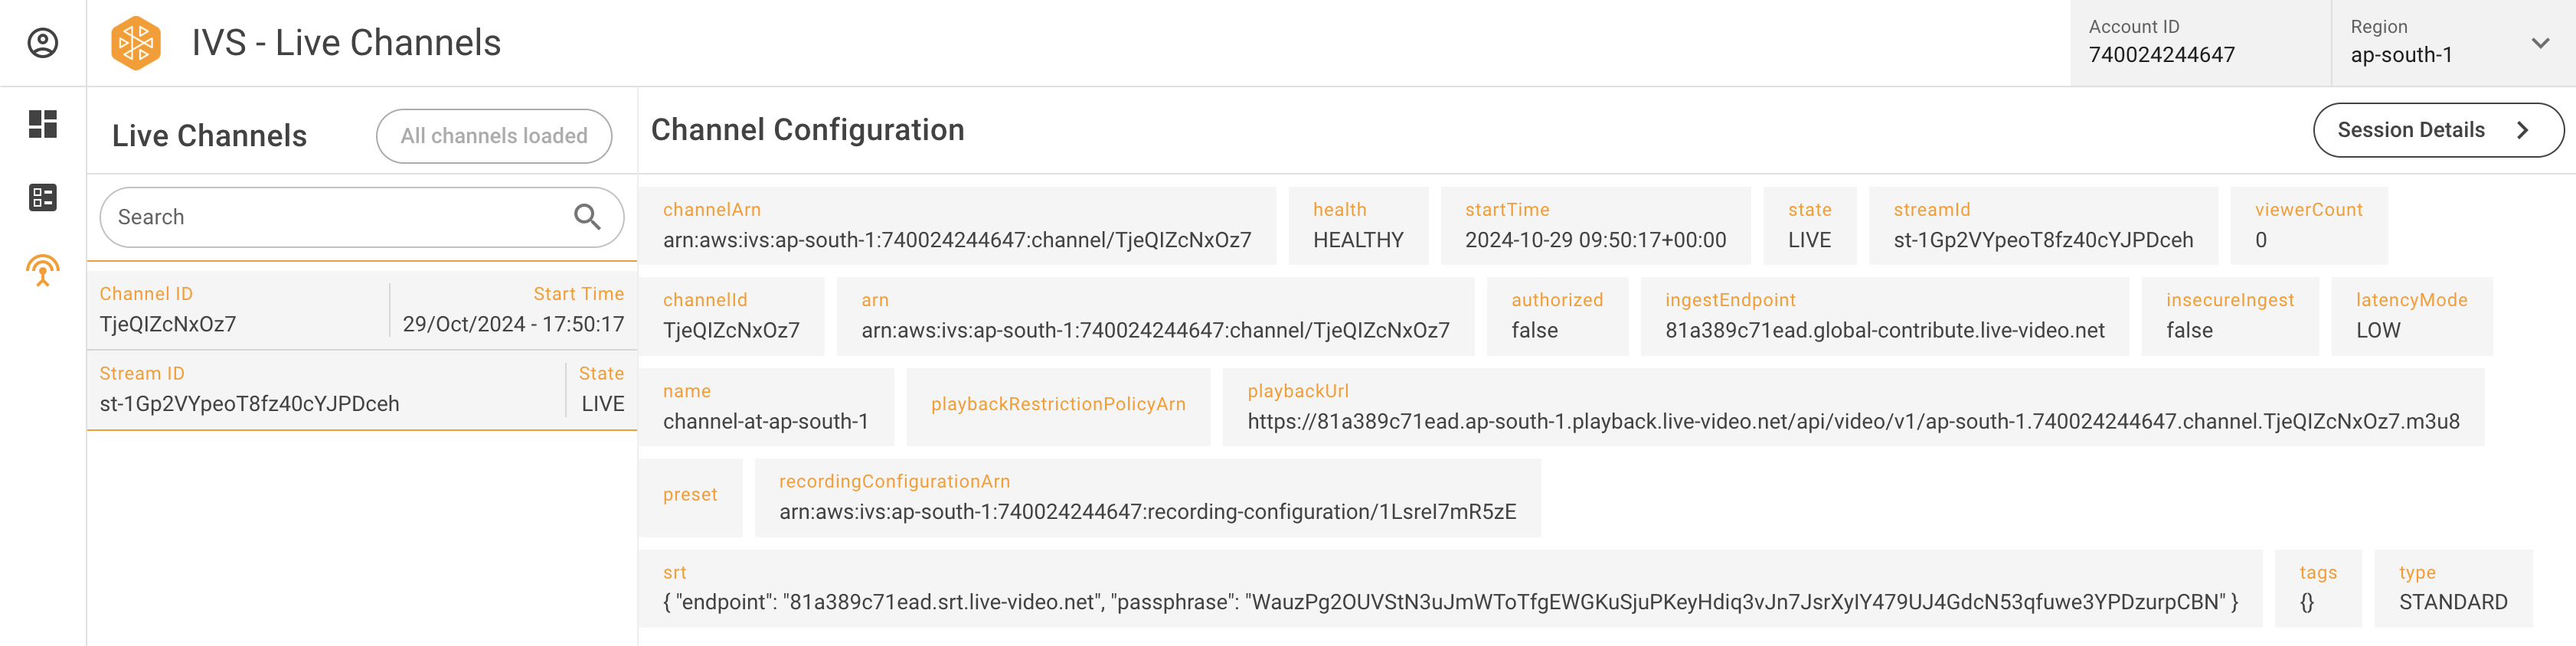 IVS - Live Channels
Account ID
740024244647
Region
ap-south-1
Live Channels
All channels loaded
Search
Channel ID
TjeQIZcNxOz7
Start Time
29/Oct/2024 - 17:50:17
Stream ID
st-1Gp2VYpeoT8fz40cYJPDceh
State
LIVE
Channel Configuration
Session Details
channelArn
arn:aws:ivs:ap-south-1:740024244647:channel/TjeQIZcNxOz7
health
HEALTHY
startTime
2024-10-29 09:50:17+00:00
state
LIVE
streamId
st-1Gp2VYpeoT8fz40cYJPDceh
viewerCount
0
channelId
TjeQIZcNxOz7
arn
arn:aws:ivs:ap-south-1:740024244647:channel/TjeQIZcNxOz7
authorized
false
ingestEndpoint
81a389c71ead.global-contribute.live-video.net
insecureIngest
false
latencyMode
LOW
name
channel-at-ap-south-1
playbackRestrictionPolicyArn
playbackUrl
https://81a389c71ead.ap-south-1.playback.live-video.net/api/video/v1/ap-south-1.740024244647.channel.TjeQIZcNxOz7.m3u8
preset
recordingConfigurationArn
arn:aws:ivs:ap-south-1:740024244647:recording-configuration/1LsreI7mR5zE
srt
{ "endpoint": "81a389c71ead.srt.live-video.net", "passphrase": "WauzPg2OUVStN3uJmWToTfgEWGKuSjuPKeyHdiq3vJn7JsrXyIY479UJ4GdcN53qfuwe3YPDzurpCBN" }
tags
{}
type
STANDARD